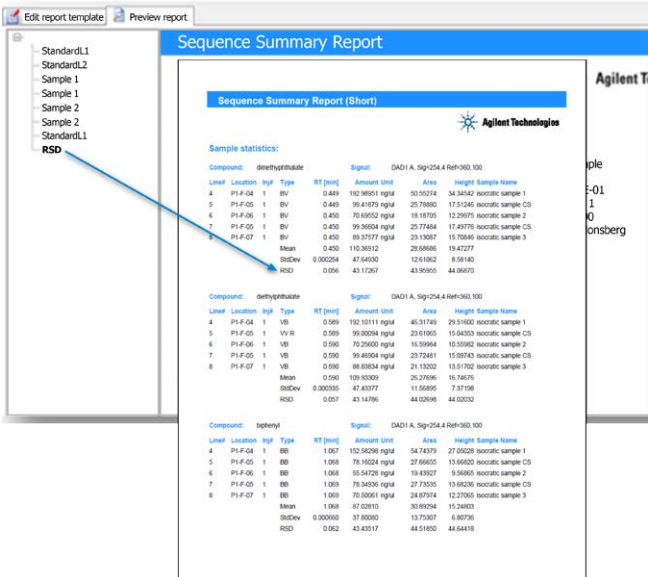 Edit report template Preview report
StandardL1
StandardL2
Sample 1
Sample 1
Sample 2
Sample 2
StandardL1
RSD
Sequence Summary Report
Agilent T
Sequence Summary Report (Short)
Agilent Technologies
Sample statistics:
Compound: dimethyphthalate Signal: DAD1 A, Sig=254,4 Ref=360,100
Line# Location Inj# Type RT [min] Amount Unit Area Height Sample Name
4 P1-F-04 1 BV 0.449 192.98951 ng/ul 50.55274 34.34542 isocratic sample 1
5 P1-F-05 1 BV 0.449 99.41879 ng/ul 25.78880 17.51246 isocratic sample CS
6 P1-F-06 1 BV 0.450 70.69552 ng/ul 18.18705 12.29975 isocratic sample 2
7 P1-F-05 1 BV 0.450 99.36604 ng/ul 25.77484 17.49776 isocratic sample CS
8 P1-F-07 1 BV 0.450 89.37577 ng/ul 23.13087 15.70846 isocratic sample 3
Mean 0.450 110.36912 28.68686 19.47277
StdDev 0.000254 47.64930 12.61062 8.58140
RSD 0.056 43.17267 43.95955 44.06870
Compound: diethylphthalate Signal: DAD1 A, Sig=254,4 Ref=360,100
Line# Location Inj# Type RT [min] Amount Unit Area Height Sample Name
4 P1-F-04 1 VB 0.589 192.10111 ng/ul 46.31749 29.51600 isocratic sample 1
5 P1-F-05 1 VV R 0.589 99.00094 ng/ul 23.61065 15.04353 isocratic sample CS
6 P1-F-06 1 VB 0.590 70.25600 ng/ul 16.59984 10.55982 isocratic sample 2
7 P1-F-05 1 VB 0.590 99.46904 ng/ul 23.72481 15.09743 isocratic sample CS
8 P1-F-07 1 VB 0.590 88.83834 ng/ul 21.13202 13.51702 isocratic sample 3
Mean 0.590 109.93309 26.27696 16.74676
StdDev 0.000335 47.43377 11.56895 7.37198
RSD 0.057 43.14786 44.02698 44.02032
Compound: biphenyl Signal: DAD1 A, Sig=254,4 Ref=360,100
Line# Location Inj# Type RT [min] Amount Unit Area Height Sample Name
4 P1-F-04 1 BB 1.067 152.58298 ng/ul 54.74379 27.05028 isocratic sample 1
5 P1-F-05 1 BB 1.068 78.16024 ng/ul 27.66655 13.66820 isocratic sample CS
6 P1-F-06 1 BB 1.068 55.54728 ng/ul 19.43927 9.56865 isocratic sample 2
7 P1-F-05 1 BB 1.069 78.34936 ng/ul 27.73535 13.68236 isocratic sample CS
8 P1-F-07 1 BB 1.069 70.50061 ng/ul 24.87974 12.27065 isocratic sample 3
Mean 1.068 87.02810 30.89294 15.24803
StdDev 0.000660 37.80080 13.75307 6.80736
RSD 0.062 43.43517 44.51850 44.64418